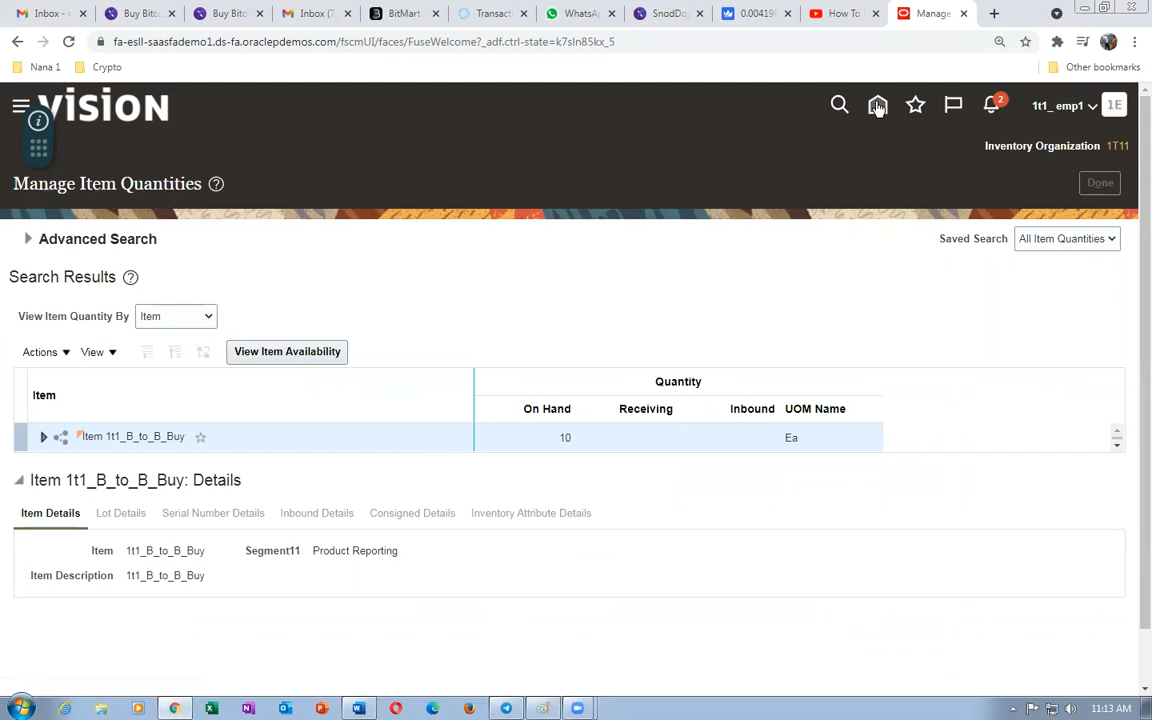 Inbox -
Buy Bitc
Buy Bitc
Inbox (7
BitMart
Transact
WhatsA
SnodDo
0.00419
How To
Manage
fa-esll-saasfademo1.ds-fa.oraclepdemos.com/fscmUI/faces/FuseWelcome?_adf.ctrl-state=k7sln85kx_5
Nana 1
Crypto
Other bookmarks
vision
2
1t1_emp1
1E
Inventory Organization 1T11
Manage Item Quantities
Done
Advanced Search
Saved Search All Item Quantities
Search Results
View Item Quantity By Item
Actions View View Item Availability
Quantity
Item
On Hand Receiving Inbound UOM Name
Item 1t1_B_to_B_Buy 10 Ea
Item 1t1_B_to_B_Buy: Details
Item Details Lot Details Serial Number Details Inbound Details Consigned Details Inventory Attribute Details
Item 1t1_B_to_B_Buy Segment11 Product Reporting
Item Description 1t1_B_to_B_Buy
11:13 AM